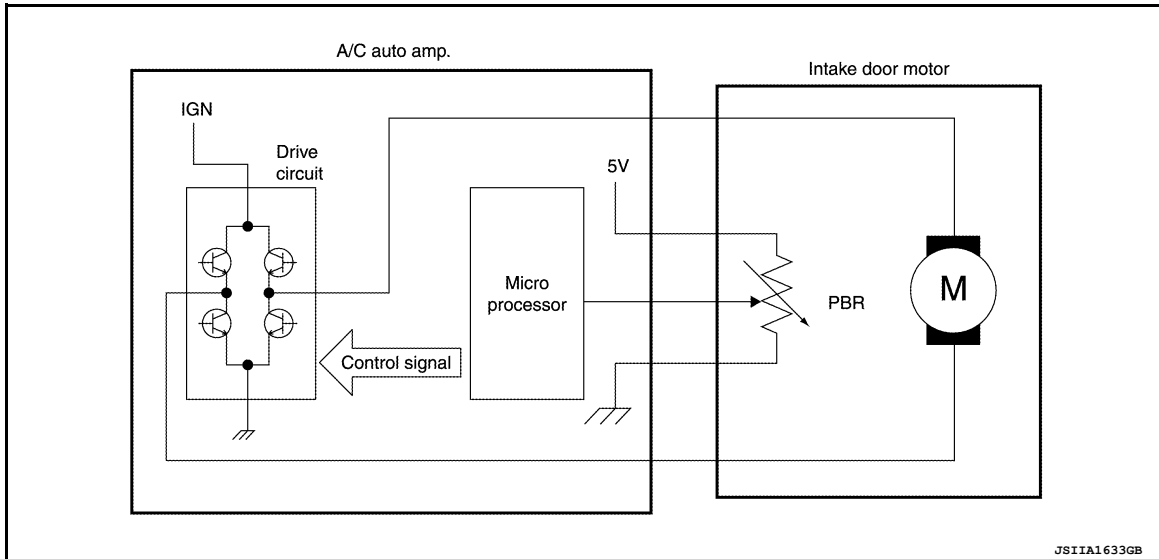 A/C auto amp.
Intake door motor
IGN
Drive
circuit
5V
Micro
processor
PBR
M
Control signal
JSIIA1633GB